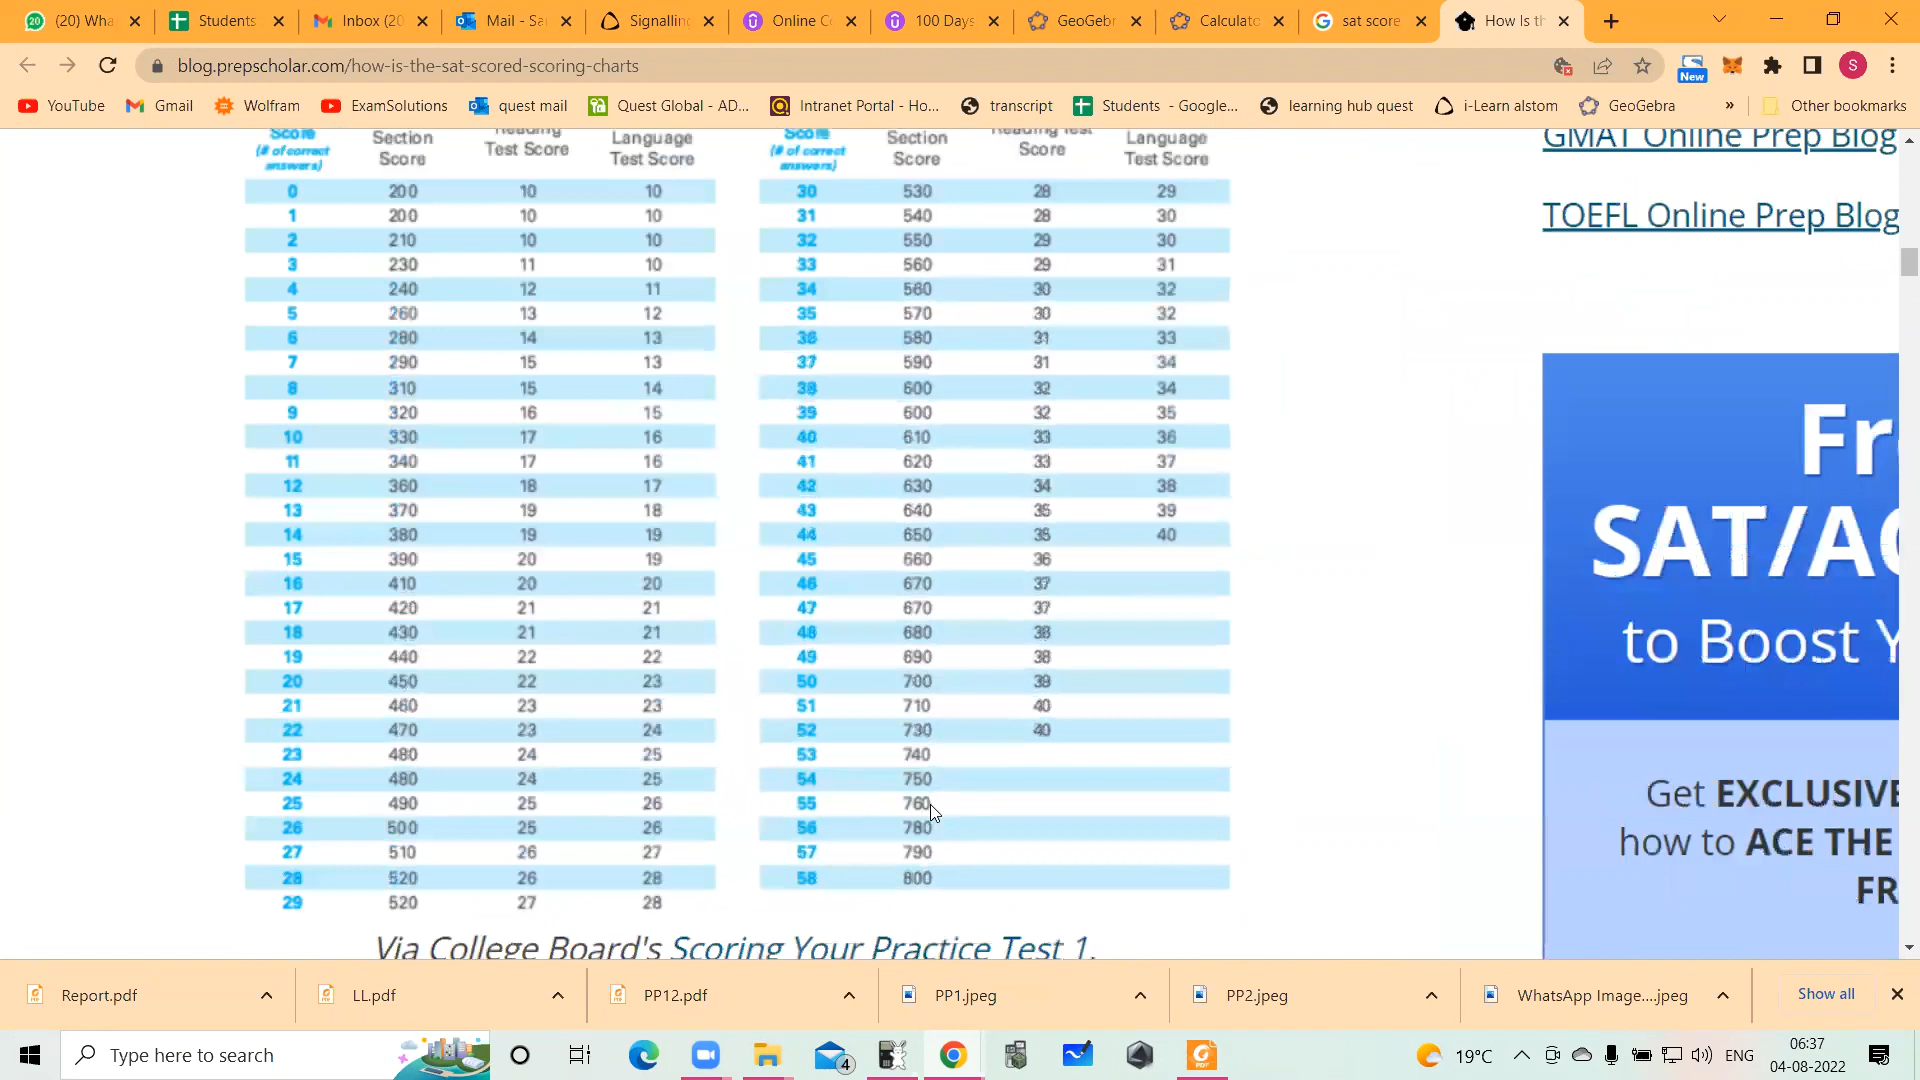 (20) Wha
Students
Inbox (20
Mail - Sa
Signallin
Online C
100 Days
GeoGebr
Calculato
sat score
How Is th
blog.prepscholar.com/how-is-the-sat-scored-scoring-charts
New
S
YouTube
Gmail
Wolfram
ExamSolutions
quest mail
Quest Global - AD...
Intranet Portal - Ho...
transcript
Students - Google...
learning hub quest
i-Learn alstom
GeoGebra
»
Other bookmarks
Score (# of correct answers) Section Score Reading Test Score Language Test Score
0 200 10 10
1 200 10 10
2 210 10 10
3 230 11 10
4 240 12 11
5 260 13 12
6 280 14 13
7 290 15 13
8 310 15 14
9 320 16 15
10 330 17 16
11 340 17 16
12 360 18 17
13 370 19 18
14 380 19 19
15 390 20 19
16 410 20 20
17 420 21 21
18 430 21 21
19 440 22 22
20 450 22 23
21 460 23 23
22 470 23 24
23 480 24 25
24 480 24 25
25 490 25 26
26 500 25 26
27 510 26 27
28 520 26 28
29 520 27 28
Score (# of correct answers) Section Score Reading Test Score Language Test Score
30 530 28 29
31 540 28 30
32 550 29 30
33 560 29 31
34 560 30 32
35 570 30 32
36 580 31 33
37 590 31 34
38 600 32 34
39 600 32 35
40 610 33 36
41 620 33 37
42 630 34 38
43 640 35 39
44 650 35 40
45 660 36
46 670 37
47 670 37
48 680 38
49 690 38
50 700 39
51 710 40
52 730 40
53 740
54 750
55 760
56 780
57 790
58 800
Via College Board's Scoring Your Practice Test 1.
GMAT Online Prep Blog
TOEFL Online Prep Blog
Fr
SAT/AC
to Boost Y
Get EXCLUSIVE
how to ACE THE
FR
Report.pdf
LL.pdf
PP12.pdf
PP1.jpeg
PP2.jpeg
WhatsApp Image....jpeg
Show all
Type here to search
4
19°C
ENG
06:37
04-08-2022